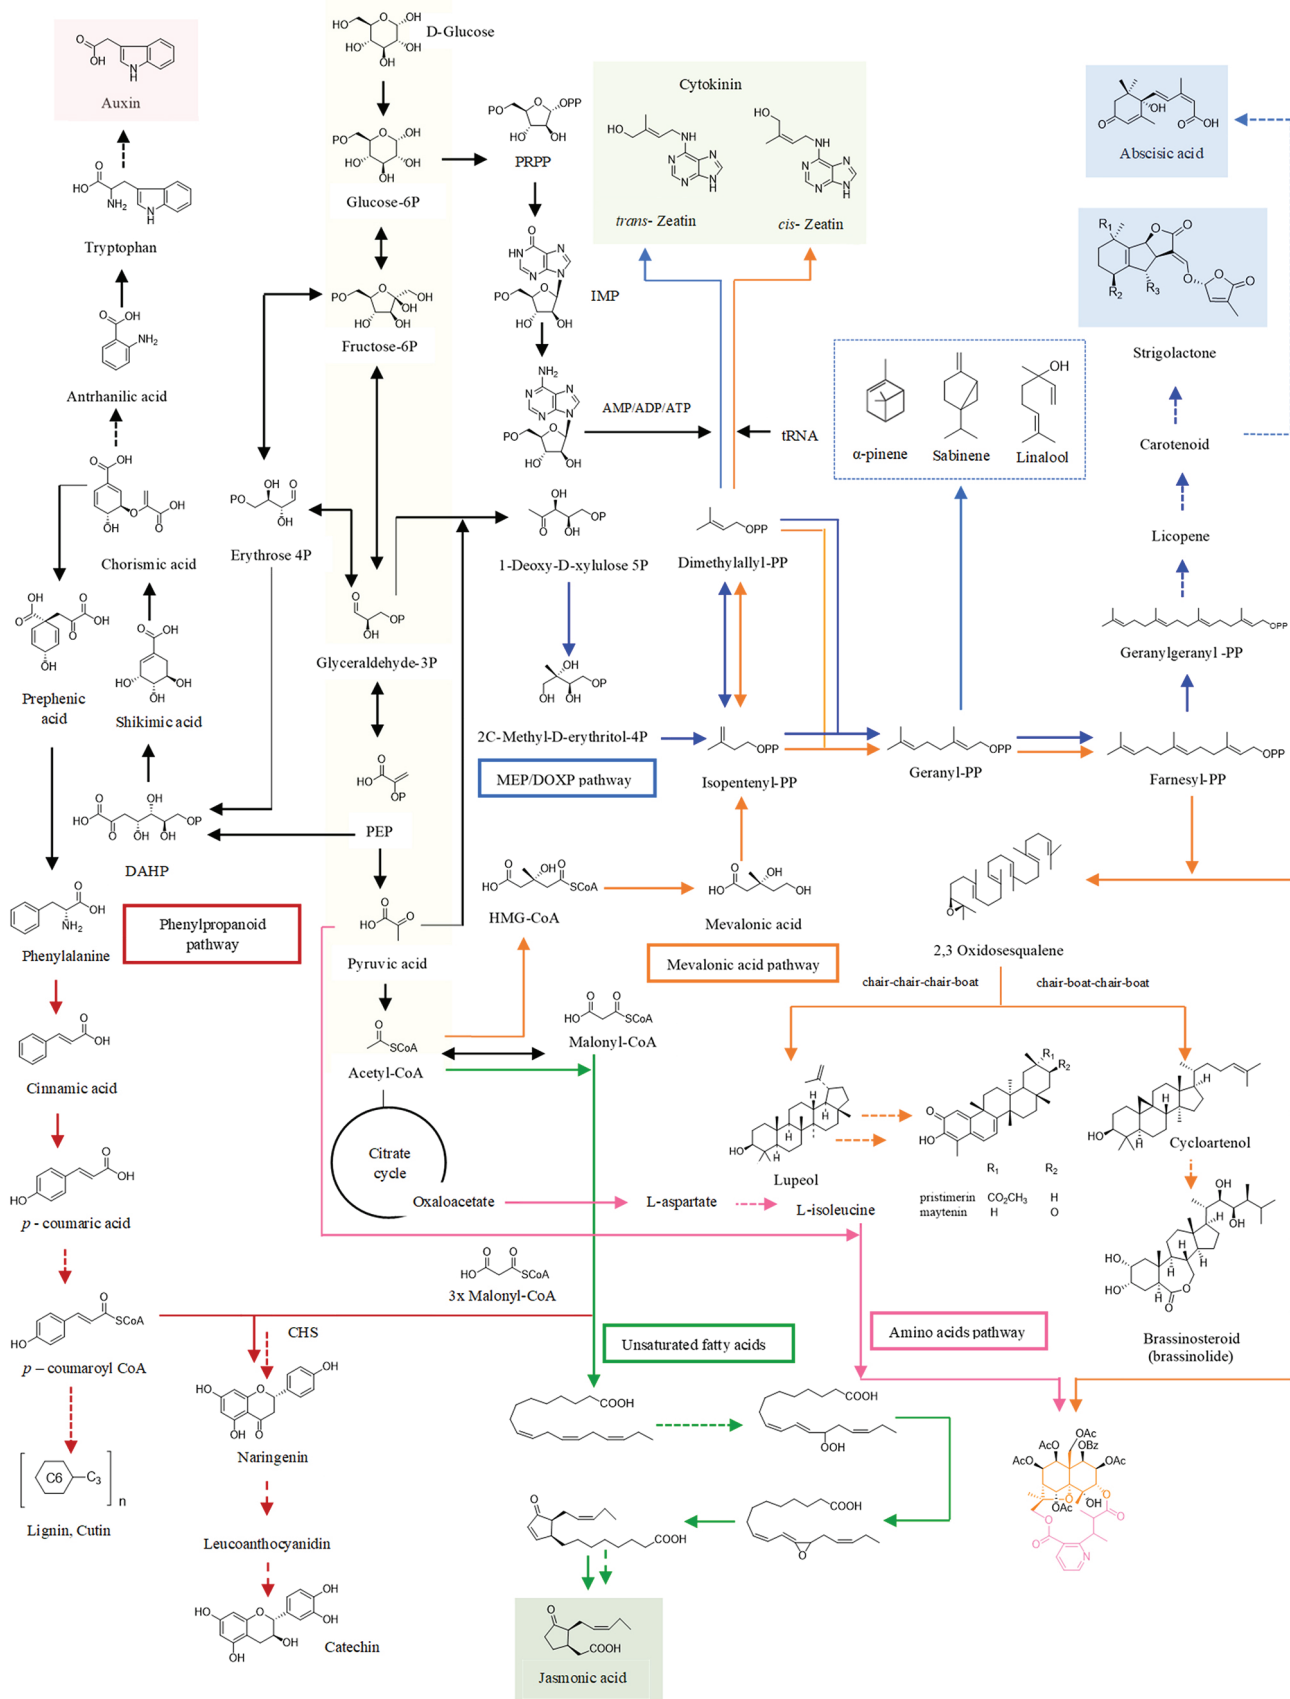 Auxin
D-Glucose
Cytokinin
trans- Zeatin
cis- Zeatin
Abscisic acid
Tryptophan
Glucose-6P
PRPP
IMP
Fructose-6P
Strigolactone
Antrhanilic acid
AMP/ADP/ATP
tRNA
α-pinene
Sabinene
Linalool
Carotenoid
Licopene
Chorismic acid
Erythrose 4P
1-Deoxy-D-xylulose 5P
Dimethylallyl-PP
Geranylgeranyl -PP
Glyceraldehyde-3P
Prephenic
acid
Shikimic acid
2C-Methyl-D-erythritol-4P
MEP/DOXP pathway
Isopentenyl-PP
Geranyl-PP
Farnesyl-PP
PEP
DAHP
Phenylalanine
Phenylpropanoid
pathway
Pyruvic acid
HMG-CoA
Mevalonic acid
Mevalonic acid pathway
2,3 Oxidosesqualene
chair-chair-chair-boat
chair-boat-chair-boat
Malonyl-CoA
Acetyl-CoA
Cinnamic acid
Citrate
cycle
Oxaloacetate
L-aspartate
L-isoleucine
Lupeol
R1 R2
pristimerin CO2CH3 H
maytenin H O
Cycloartenol
p - coumaric acid
3x Malonyl-CoA
CHS
Unsaturated fatty acids
Amino acids pathway
Brassinosteroid
(brassinolide)
p – coumaroyl CoA
Naringenin
C6 C3 n
Lignin, Cutin
Leucoanthocyanidin
Catechin
Jasmonic acid